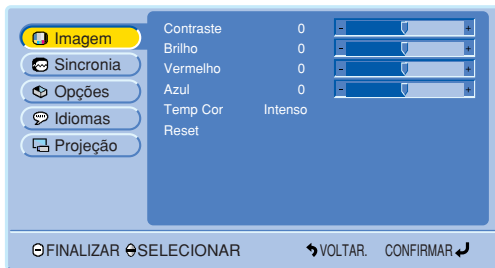 Imagem
Sincronia
Opções
Idiomas
Projeção
Contraste 0 - +
Brilho 0 - +
Vermelho 0 - +
Azul 0 - +
Temp Cor Intenso
Reset
FINALIZAR SELECIONAR VOLTAR. CONFIRMAR